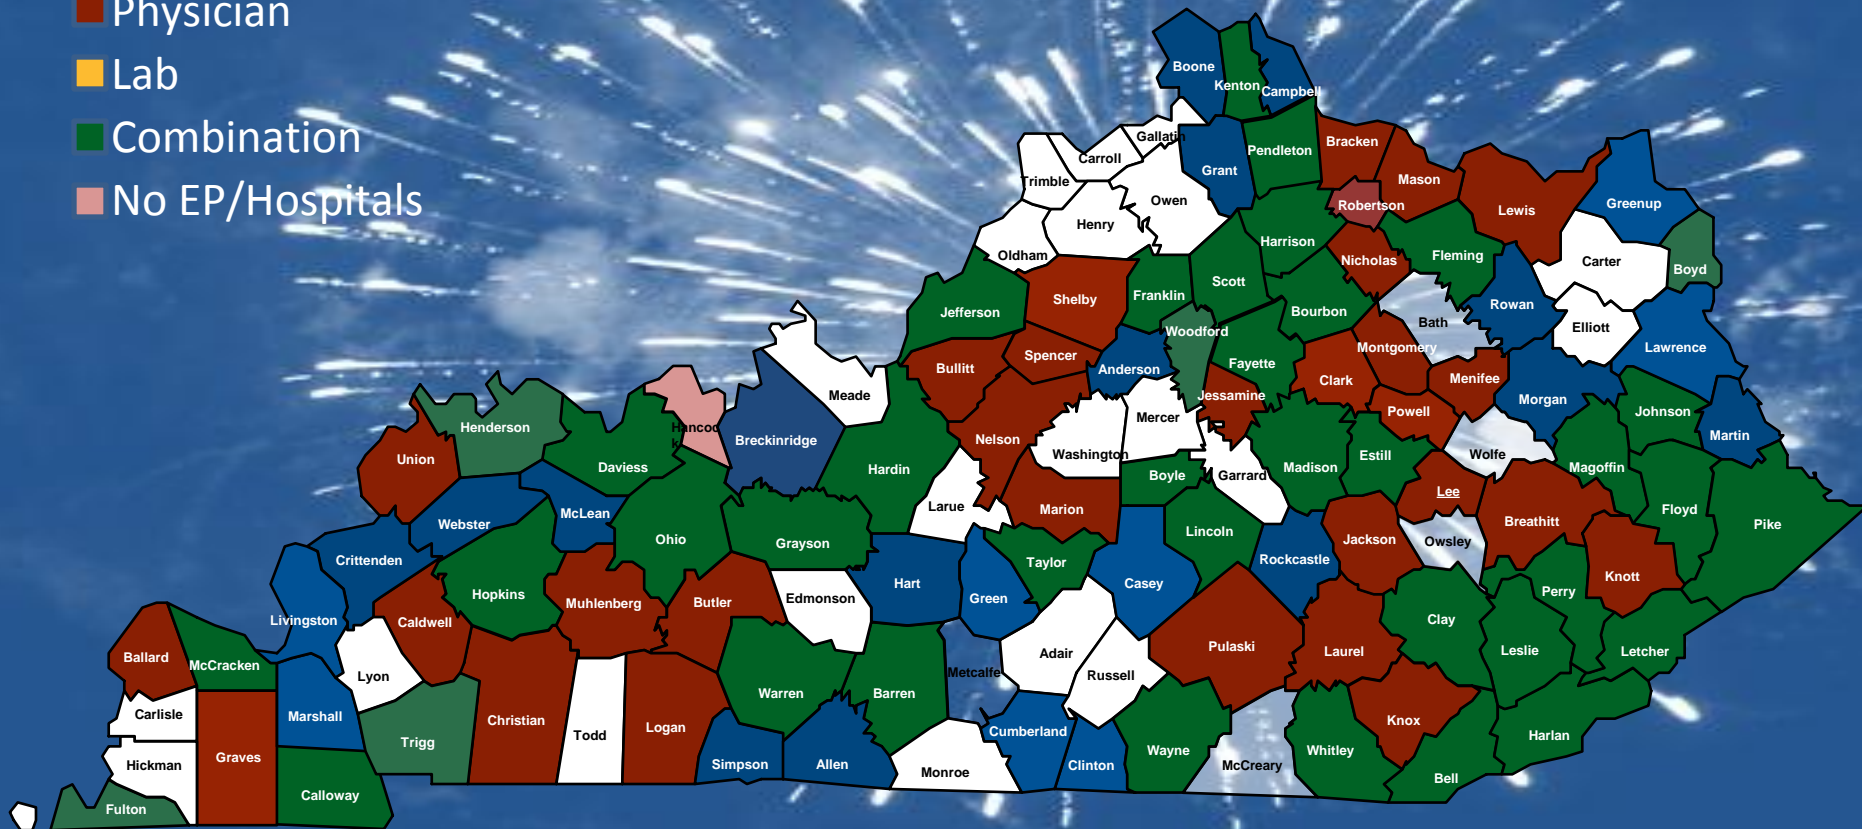 Physician
Lab
Combination
No EP/Hospitals
Boone
Kenton
Campbell
Gallatin
Carroll
Grant
Pendleton
Bracken
Trimble
Owen
Mason
Robertson
Lewis
Greenup
Henry
Oldham
Harrison
Nicholas
Fleming
Carter
Boyd
Shelby
Franklin
Scott
Jefferson
Bourbon
Rowan
Bath
Elliott
Woodford
Lawrence
Bullitt
Spencer
Anderson
Fayette
Montgomery
Clark
Menifee
Meade
Jessamine
Morgan
Johnson
Powell
Martin
Mercer
Henderson
Hancoc
k
Breckinridge
Nelson
Washington
Union
Daviess
Hardin
Boyle
Garrard
Madison
Estill
Wolfe
Magoffin
Lee
Larue
Marion
Webster
McLean
Ohio
Grayson
Lincoln
Rockcastle
Jackson
Owsley
Breathitt
Floyd
Pike
Crittenden
Hart
Taylor
Casey
Knott
Perry
Hopkins
Muhlenberg
Butler
Edmonson
Green
Livingston
Caldwell
Clay
Ballard
McCracken
Lyon
Warren
Barren
Metcalfe
Adair
Russell
Pulaski
Laurel
Leslie
Letcher
Carlisle
Marshall
Trigg
Christian
Todd
Logan
Cumberland
Knox
Harlan
Hickman
Graves
Simpson
Allen
Monroe
Clinton
Wayne
McCreary
Whitley
Bell
Fulton
Calloway